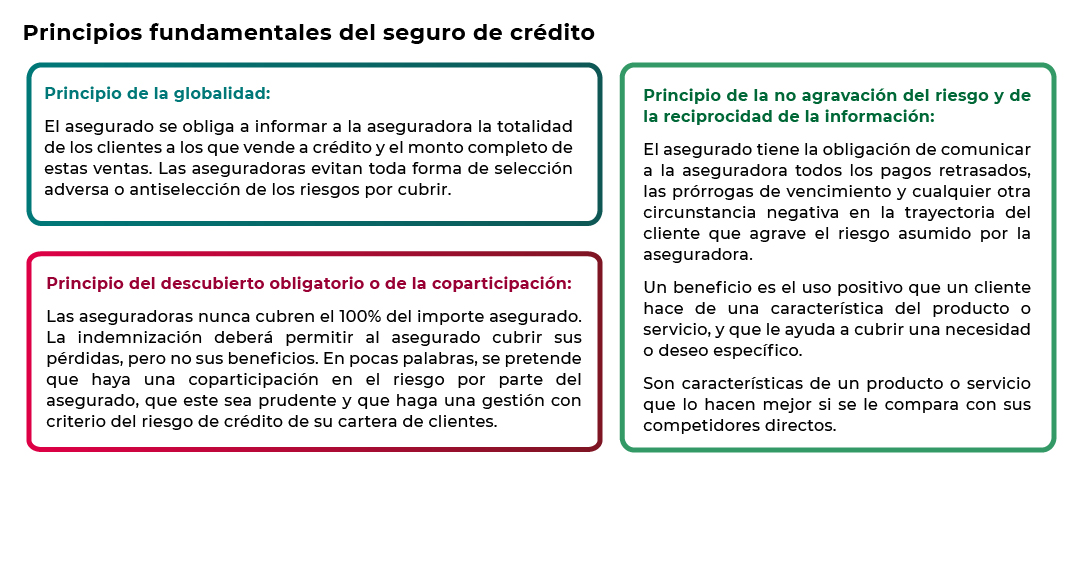 Principios fundamentales del seguro de crédito
Principio de la globalidad:
El asegurado se obliga a informar a la aseguradora la totalidad
de los clientes a los que vende a crédito y el monto completo de
estas ventas. Las aseguradoras evitan toda forma de selección
adversa o antiselección de los riesgos por cubrir.
Principio del descubierto obligatorio o de la coparticipación:
Las aseguradoras nunca cubren el 100% del importe asegurado.
La indemnización deberá permitir al asegurado cubrir sus
pérdidas, pero no sus beneficios. En pocas palabras, se pretende
que haya una coparticipación en el riesgo por parte del
asegurado, que este sea prudente y que haga una gestión con
criterio del riesgo de crédito de su cartera de clientes.
Principio de la no agravación del riesgo y de
la reciprocidad de la información:
El asegurado tiene la obligación de comunicar
a la aseguradora todos los pagos retrasados,
las prórrogas de vencimiento y cualquier otra
circunstancia negativa en la trayectoria del
cliente que agrave el riesgo asumido por la
aseguradora.
Un beneficio es el uso positivo que un cliente
hace de una característica del producto o
servicio, y que le ayuda a cubrir una necesidad
o deseo específico.
Son características de un producto o servicio
que lo hacen mejor si se le compara con sus
competidores directos.